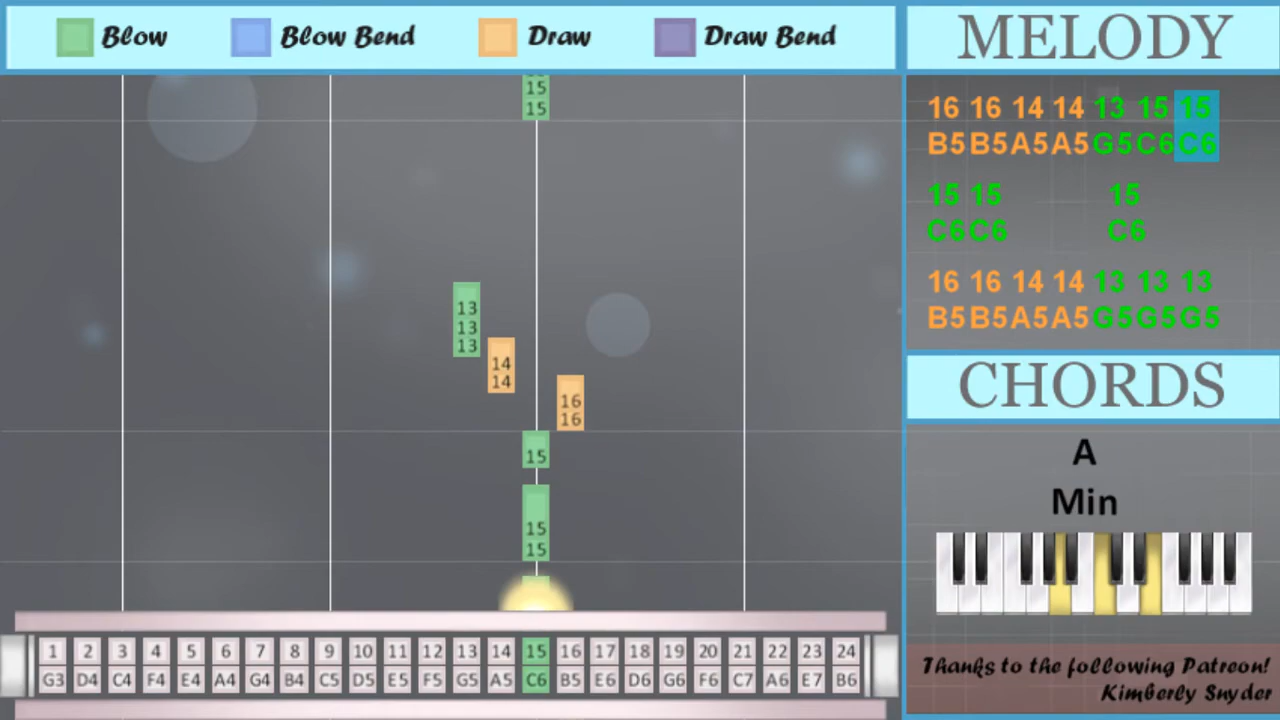 Blow Blow Bend Draw Draw Bend
MELODY
16 16 14 14 13 15 15
B5 B5 A5 A5 G5 C6 C6
15 15 15
C6 C6 C6
16 16 14 14 13 13 13
B5 B5 A5 A5 G5 G5 G5
CHORDS
A
Min
Thanks to the following Patreon!
Kimberly Snyder
15
15
13
13
13
14
14
16
16
15
15
15
1 2 3 4 5 6 7 8 9 10 11 12 13 14 15 16 17 18 19 20 21 22 23 24
G3 D4 C4 F4 E4 A4 G4 B4 C5 D5 E5 F5 G5 A5 C6 B5 E6 D6 G6 F6 C7 A6 E7 B6